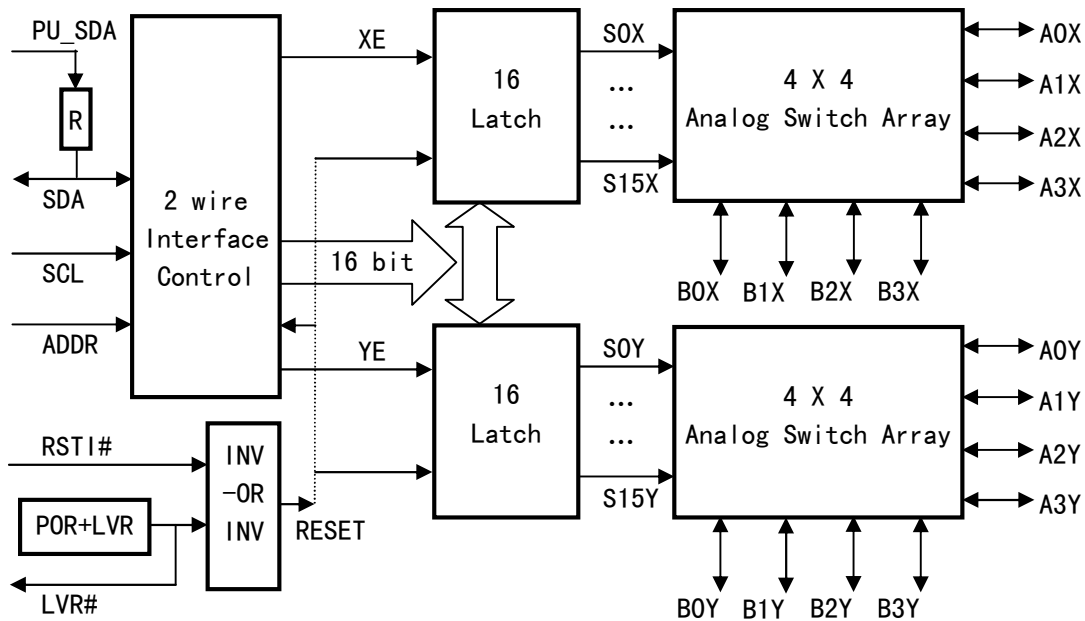 PU_SDA
R
SDA
SCL
ADDR
2 wire
Interface
Control
XE
16 bit
YE
16
Latch
S0X
...
...
S15X
4 X 4
Analog Switch Array
A0X
A1X
A2X
A3X
B0X B1X B2X B3X
16
Latch
S0Y
...
...
S15Y
4 X 4
Analog Switch Array
A0Y
A1Y
A2Y
A3Y
B0Y B1Y B2Y B3Y
RSTI#
POR+LVR
LVR#
INV
-OR
INV
RESET